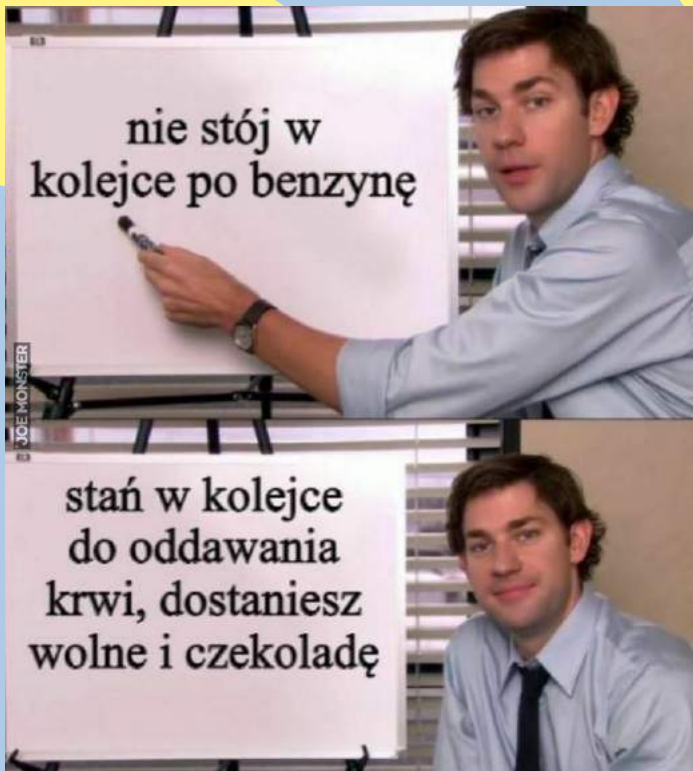 nie stój w
kolejce po benzynę
JOE MONSTER
stań w kolejce
do oddawania
krwi, dostaniesz
wolne i czekoladę